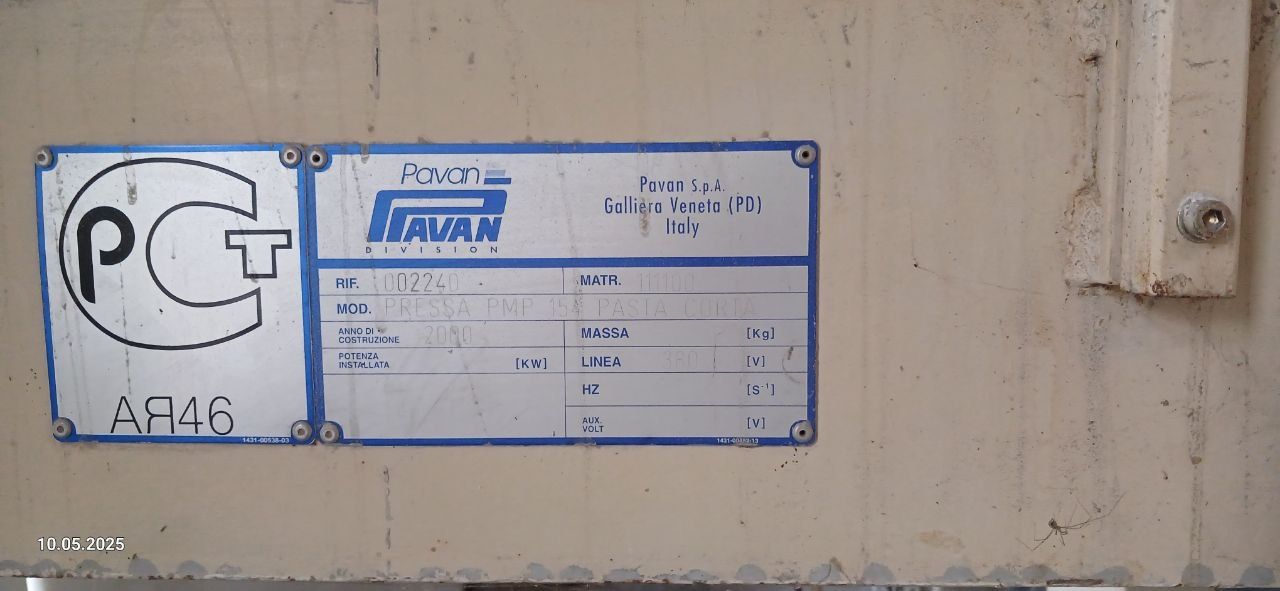 РСТ
АЯ46
1431-00538-03
Pavan
PAVAN
DIVISION
Pavan S.p.A.
Galliera Veneta (PD)
Italy
RIF. 002240 MATR. 111100
MOD. PRESSA PMP 154 PASTA CORTA
ANNO DI COSTRUZIONE 2000 MASSA [Kg]
POTENZA INSTALLATA [KW] LINEA 380 [V]
HZ [S⁻¹]
AUX. VOLT [V]
10.05.2025